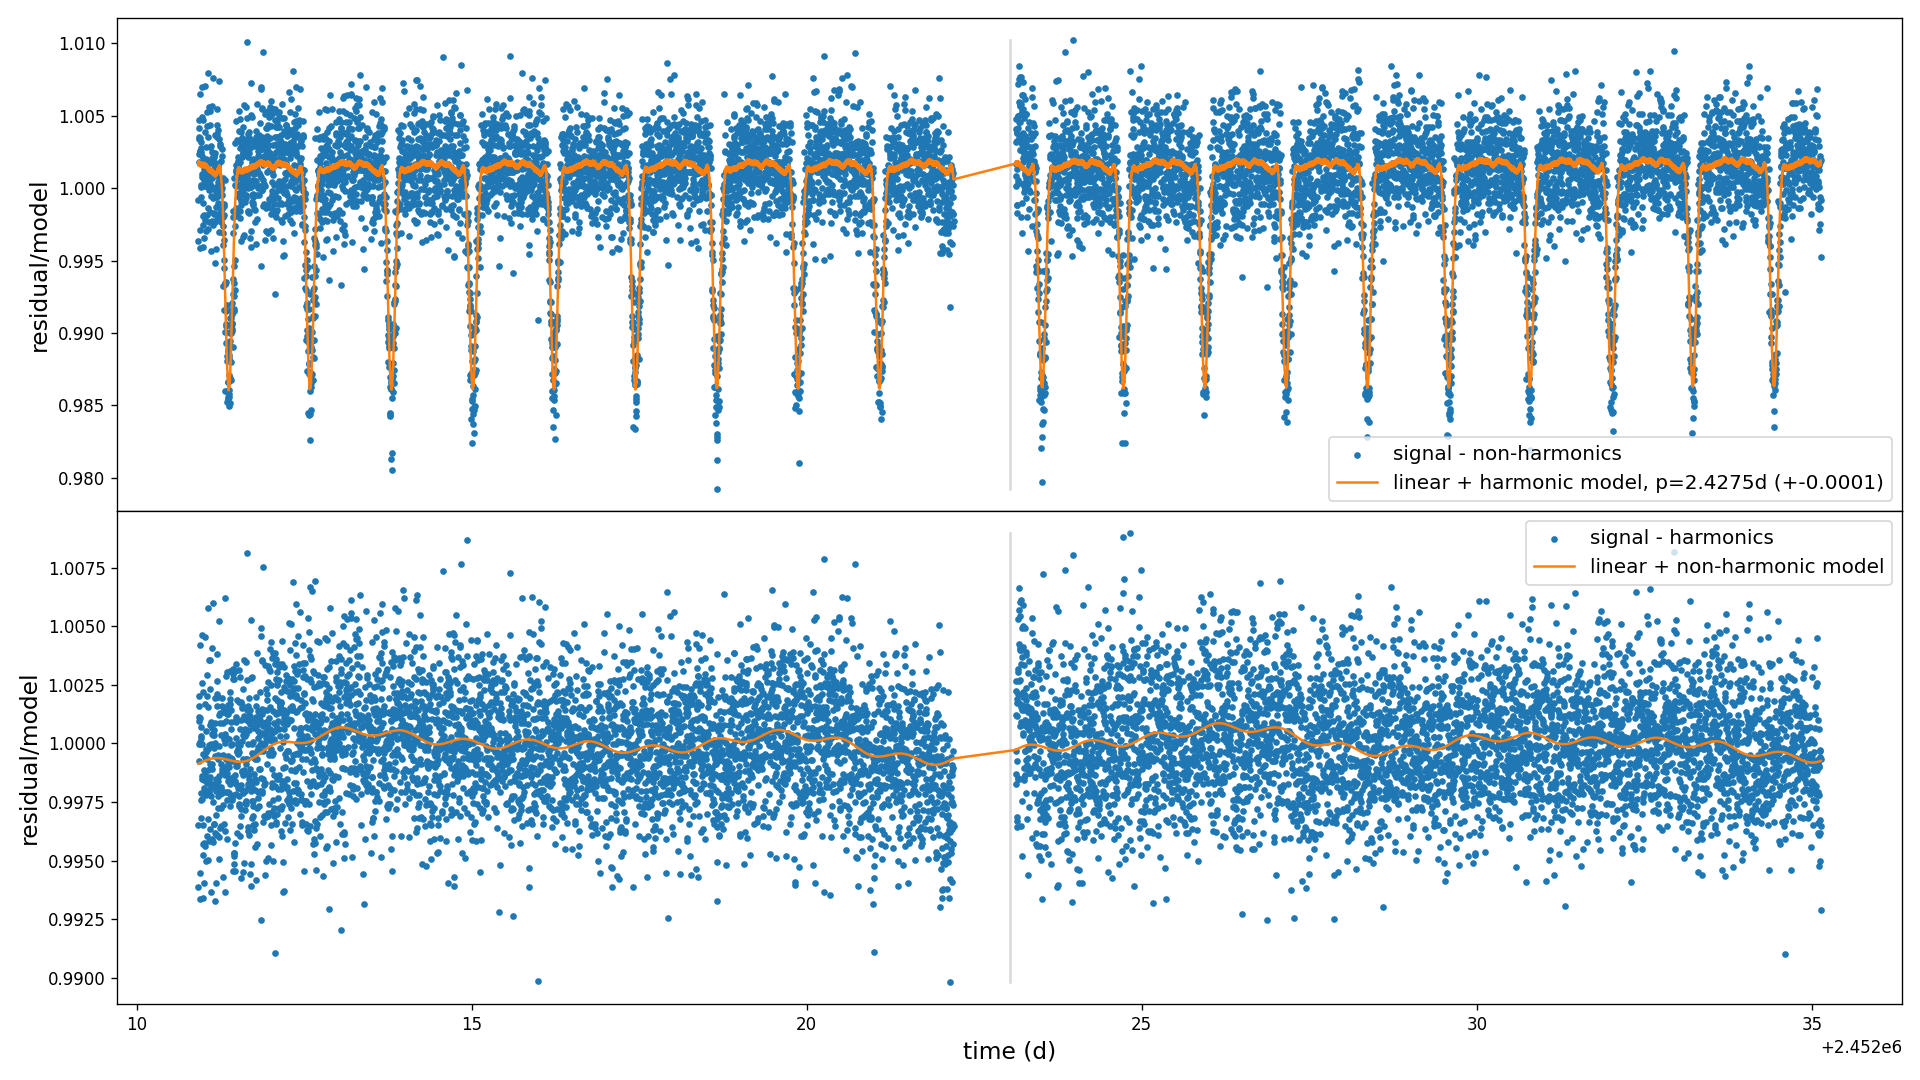 1.010
1.005
1.000
0.995
0.990
0.985
0.980
residual/model
signal - non-harmonics
linear + harmonic model, p=2.4275d (+-0.0001)
1.0075
1.0050
1.0025
1.0000
0.9975
0.9950
0.9925
0.9900
residual/model
signal - harmonics
linear + non-harmonic model
10 15 20 25 30 35
time (d)
+2.452e6